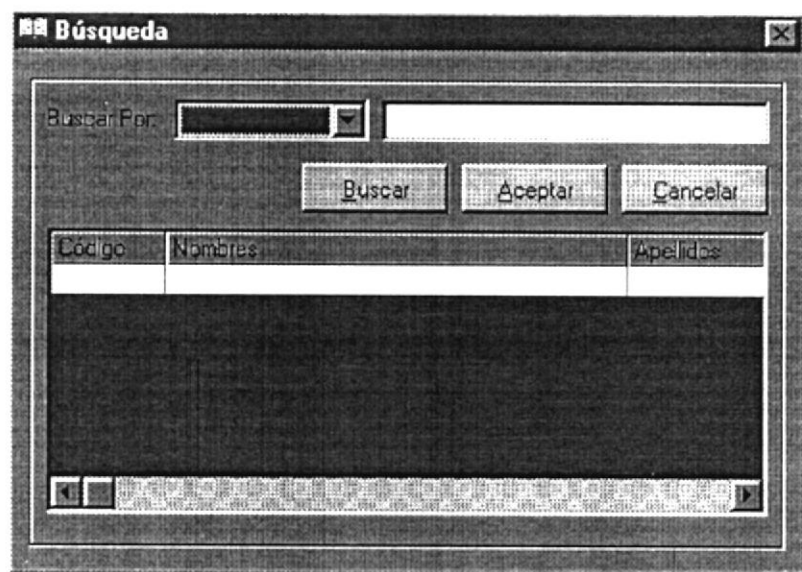 Búsqueda
Buscar Por:
Buscar Aceptar Cancelar
Código Nombres Apellidos